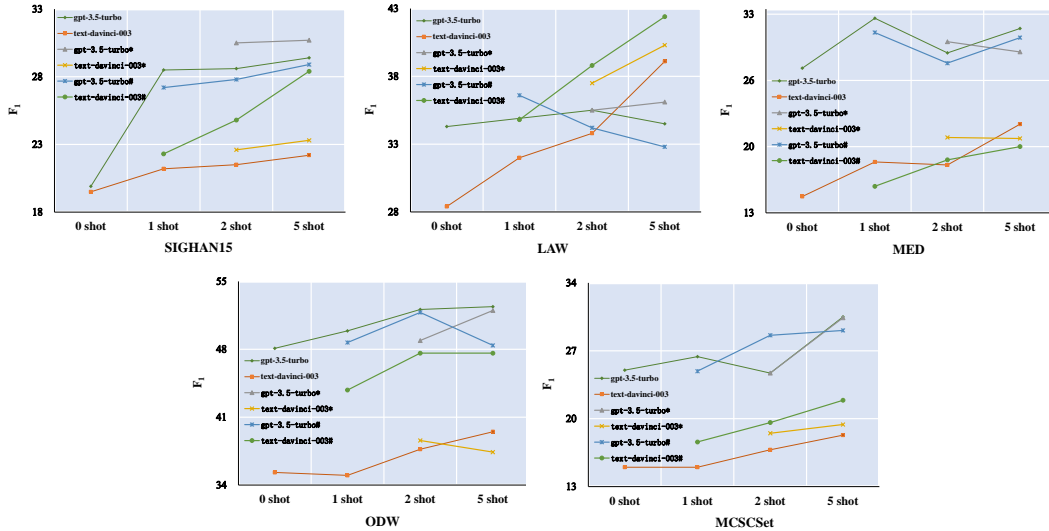 33
28
23
18
F1
gpt-3.5-turbo
text-davinci-003
gpt-3.5-turbo*
text-davinci-003*
gpt-3.5-turbo#
text-davinci-003#
0 shot 1 shot 2 shot 5 shot
SIGHAN15
43
38
33
28
F1
gpt-3.5-turbo
text-davinci-003
gpt-3.5-turbo*
text-davinci-003*
gpt-3.5-turbo#
text-davinci-003#
0 shot 1 shot 2 shot 5 shot
LAW
33
26
20
13
F1
gpt-3.5-turbo
text-davinci-003
gpt-3.5-turbo*
text-davinci-003*
gpt-3.5-turbo#
text-davinci-003#
0 shot 1 shot 2 shot 5 shot
MED
55
48
41
34
F1
gpt-3.5-turbo
text-davinci-003
gpt-3.5-turbo*
text-davinci-003*
gpt-3.5-turbo#
text-davinci-003#
0 shot 1 shot 2 shot 5 shot
ODW
34
27
20
13
F1
gpt-3.5-turbo
text-davinci-003
gpt-3.5-turbo*
text-davinci-003*
gpt-3.5-turbo#
text-davinci-003#
0 shot 1 shot 2 shot 5 shot
MCSCSet